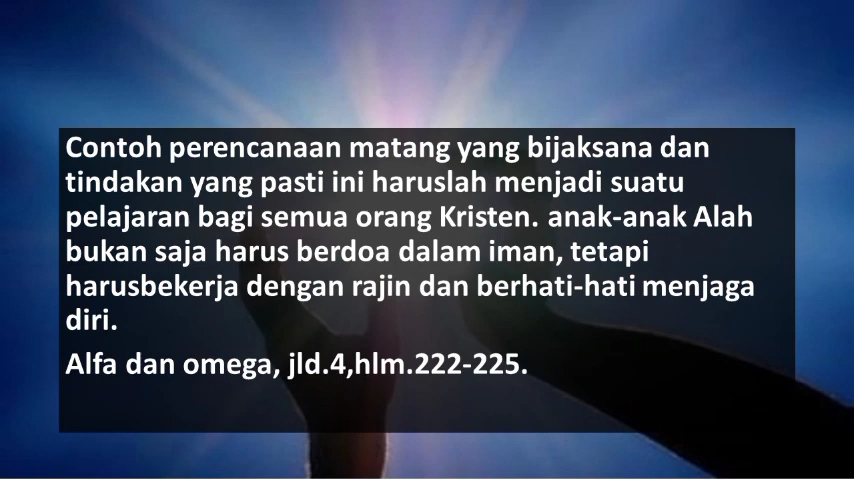 Contoh perencanaan matang yang bijaksana dan
tindakan yang pasti ini haruslah menjadi suatu
pelajaran bagi semua orang Kristen. anak-anak Alah
bukan saja harus berdoa dalam iman, tetapi
harusbekerja dengan rajin dan berhati-hati menjaga
diri.
Alfa dan omega, jld.4,hlm.222-225.